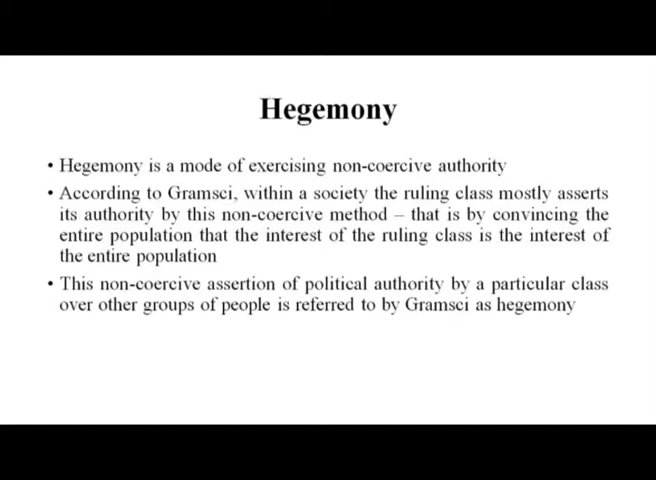 Hegemony
• Hegemony is a mode of exercising non-coercive authority
• According to Gramsci, within a society the ruling class mostly asserts
its authority by this non-coercive method – that is by convincing the
entire population that the interest of the ruling class is the interest of
the entire population
• This non-coercive assertion of political authority by a particular class
over other groups of people is referred to by Gramsci as hegemony